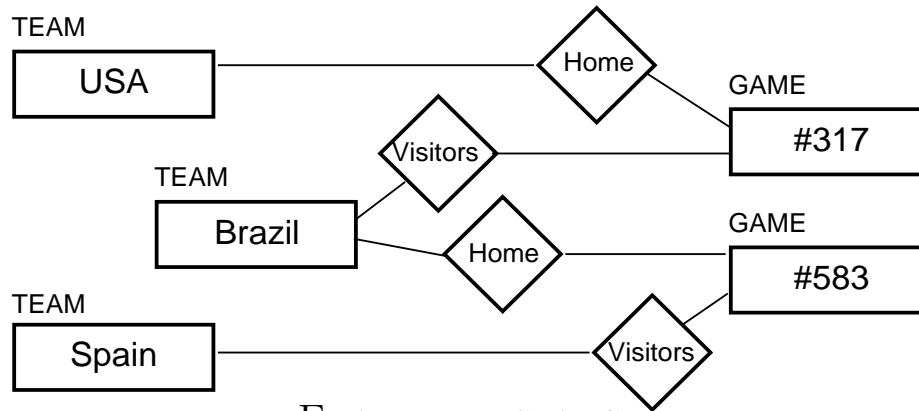 TEAM
USA
Home
GAME
#317
Visitors
TEAM
Brazil
GAME
Home
#583
TEAM
Spain
Visitors